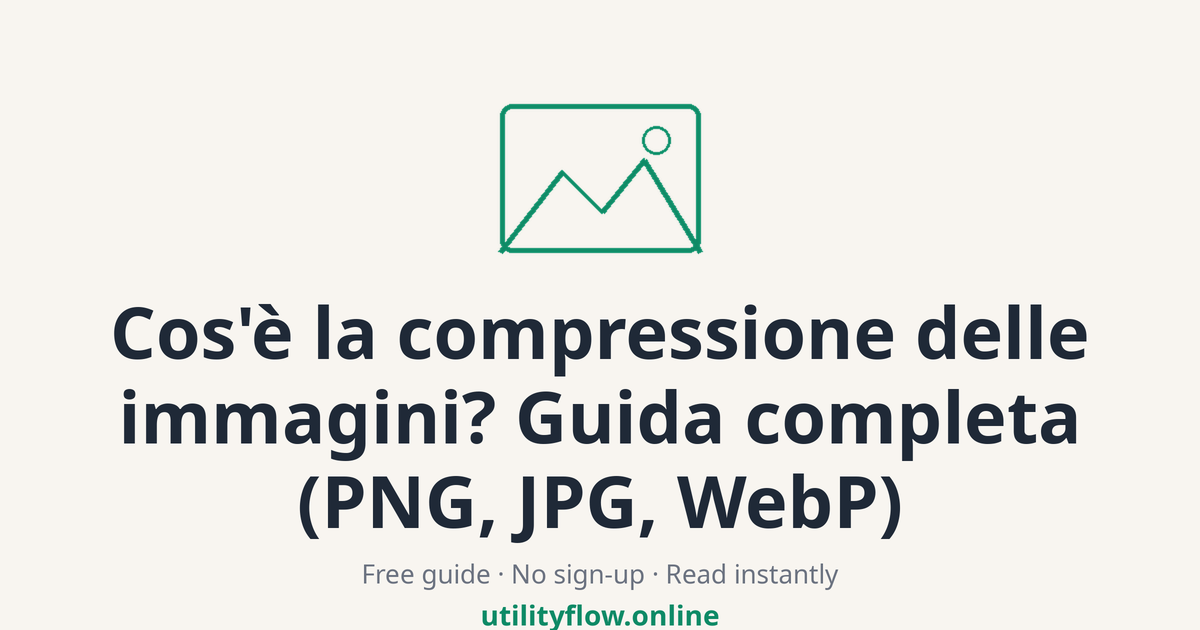 Cos'è la compressione delle
immagini? Guida completa
(PNG, JPG, WebP)
Free guide · No sign-up · Read instantly
utilityflow.online